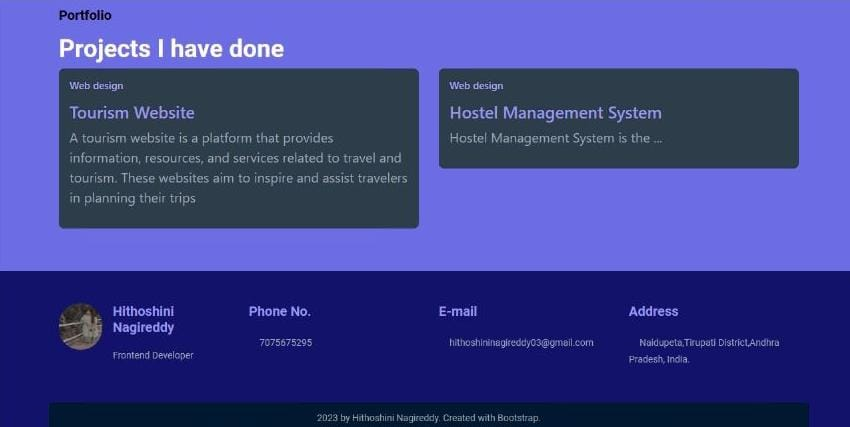 Portfolio
Projects I have done
Web design
Tourism Website
A tourism website is a platform that provides
information, resources, and services related to travel and
tourism. These websites aim to inspire and assist travelers
in planning their trips
Web design
Hostel Management System
Hostel Management System is the ...
Hithoshini
Nagireddy
Frontend Developer
Phone No.
7075675295
E-mail
hithoshininagireddy03@gmail.com
Address
Naidupeta,Tirupati District,Andhra
Pradesh, India.
2023 by Hithoshini Nagireddy. Created with Bootstrap.